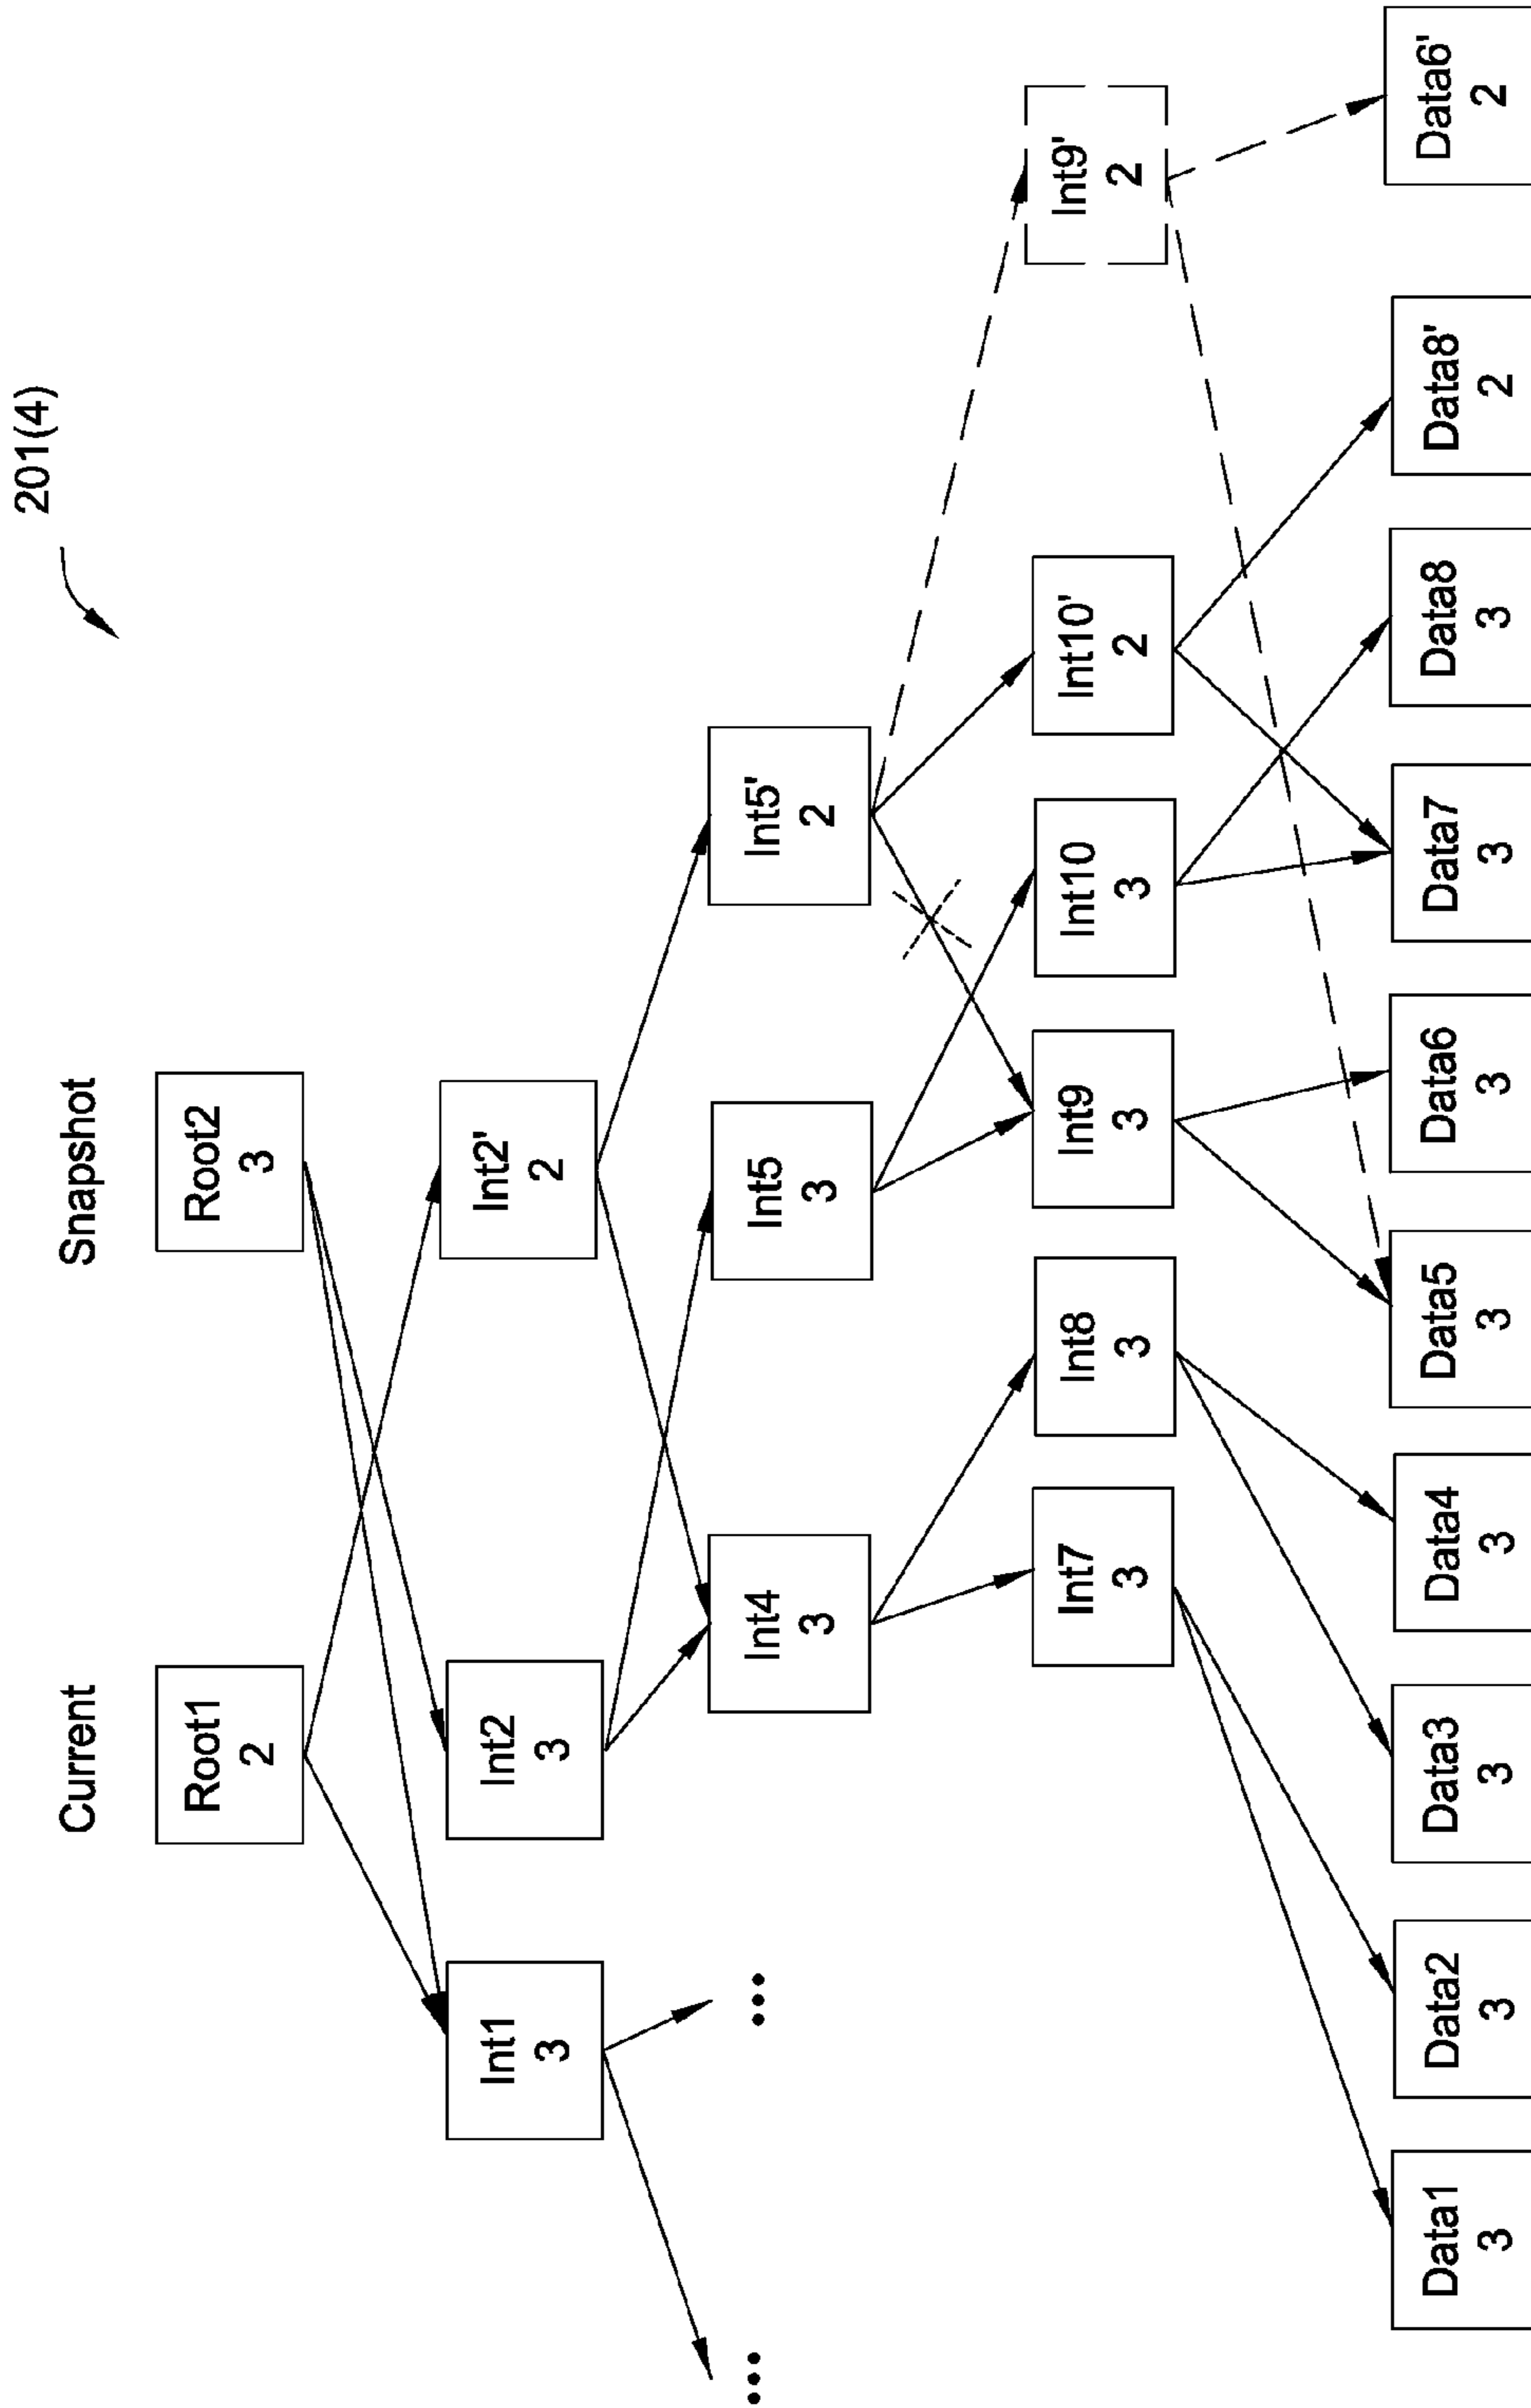 201(4)
Current
Snapshot
Root1
2
Root2
3
Int1
3
Int2
3
Int2'
2
Int4
3
Int5
3
Int5'
2
Int7
3
Int8
3
Int9
3
Int10
3
Int10'
2
Int9'
2
Data1
3
Data2
3
Data3
3
Data4
3
Data5
3
Data6
3
Data7
3
Data8
3
Data8'
2
Data6'
2